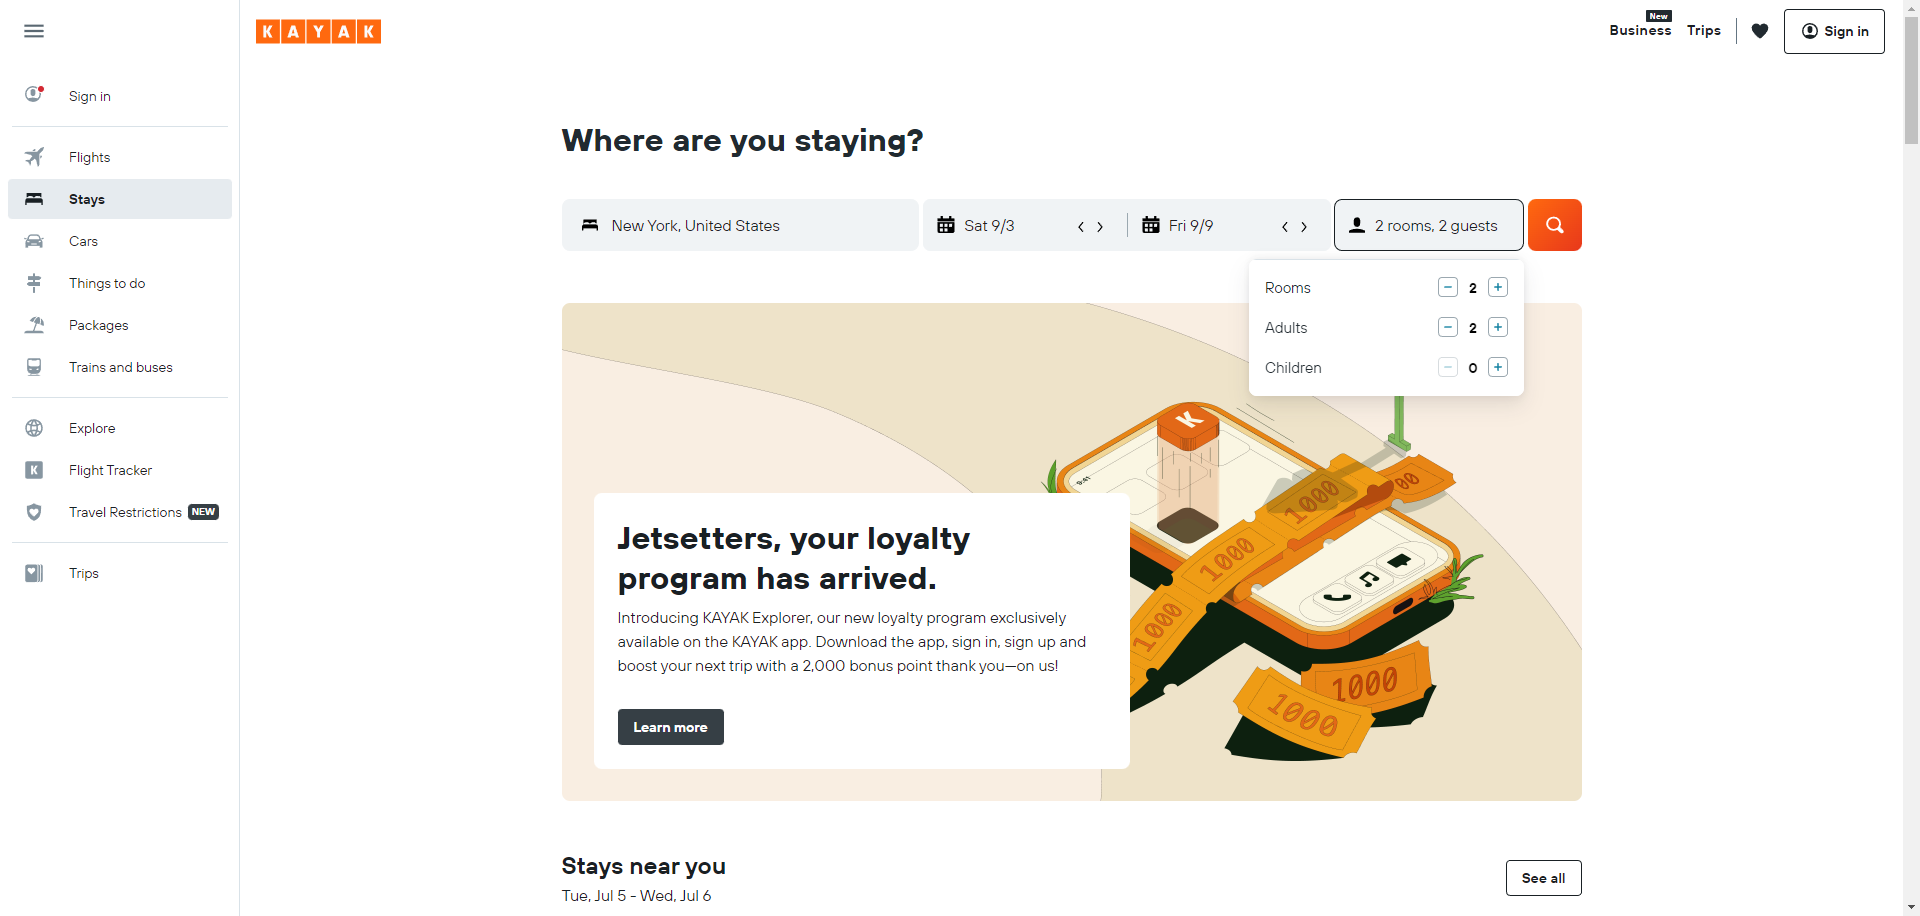 KAYAK
New
Business
Trips
Sign in
Sign in
Flights
Stays
Cars
Things to do
Packages
Trains and buses
Explore
K
Flight Tracker
Travel Restrictions NEW
Trips
Where are you staying?
New York, United States
Sat 9/3
Fri 9/9
2 rooms, 2 guests
Rooms
2
Adults
2
Children
0
K
9:41
1000
00
1000
1000
1000
1000
Jetsetters, your loyalty
program has arrived.
Introducing KAYAK Explorer, our new loyalty program exclusively
available on the KAYAK app. Download the app, sign in, sign up and
boost your next trip with a 2,000 bonus point thank you—on us!
Learn more
Stays near you
Tue, Jul 5 - Wed, Jul 6
See all